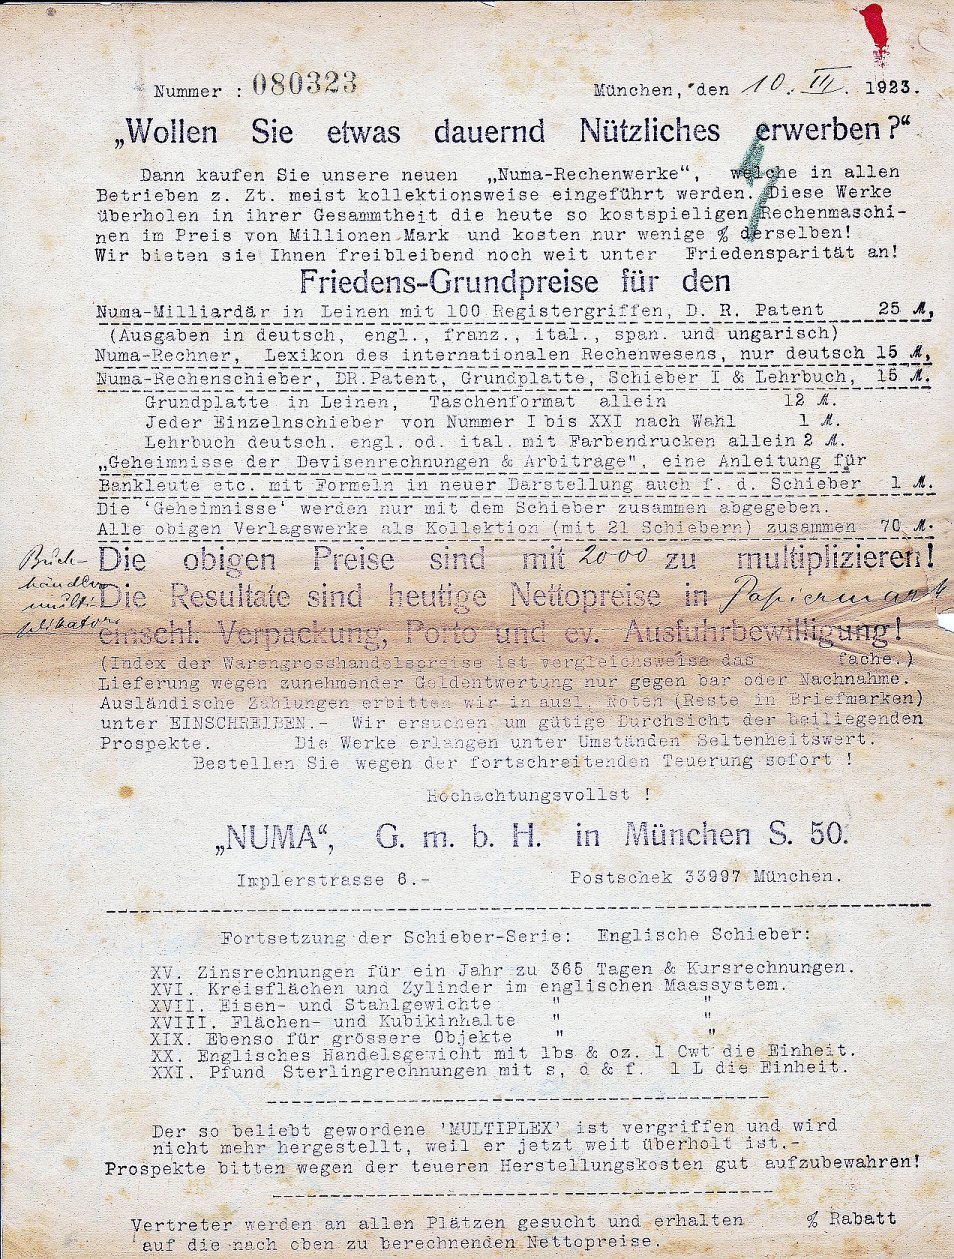 Nummer : 080323 München, den 10. III. 1923.
„Wollen Sie etwas dauernd Nützliches erwerben?“
Dann kaufen Sie unsere neuen „Numa-Rechenwerke“, welche in allen
Betrieben z. Zt. meist kollektionsweise eingeführt werden. Diese Werke
überholen in ihrer Gesammtheit die heute so kostspieligen Rechenmaschi-
nen im Preis von Millionen Mark und kosten nur wenige % derselben!
Wir bieten sie Ihnen freibleibend noch weit unter Friedensparität an!
Friedens-Grundpreise für den
Numa-Milliardär in Leinen mit 100 Registergriffen, D. R. Patent 25 M,
(Ausgaben in deutsch, engl., franz., ital., span. und ungarisch)
Numa-Rechner, Lexikon des internationalen Rechenwesens, nur deutsch 15 M,
Numa-Rechenschieber, DR.Patent, Grundplatte, Schieber I & Lehrbuch, 15 M.
Grundplatte in Leinen, Taschenformat allein 12 M.
Jeder Einzelnschieber von Nummer I bis XXI nach Wahl 1 M.
Lehrbuch deutsch. engl. od. ital. mit Farbendrucken allein 2 M.
„Geheimnisse der Devisenrechnungen & Arbitrage", eine Anleitung für
Bankleute etc. mit Formeln in neuer Darstellung auch f. d. Schieber 1 M.
Die 'Geheimnisse' werden nur mit dem Schieber zusammen abgegeben.
Alle obigen Verlagswerke als Kollektion (mit 21 Schiebern) zusammen 70 M.
Buch-
händler
multi-
plikator
Die obigen Preise sind mit 2000 zu multiplizieren!
Die Resultate sind heutige Nettopreise in Papiermark
einschl. Verpackung, Porto und ev. Ausfuhrbewilligung!
(Index der Warengrosshandelspreise ist vergleichsweise das fache.)
Lieferung wegen zunehmender Geldentwertung nur gegen bar oder Nachnahme.
Ausländische Zahlungen erbitten wir in ausl. Noten (Reste in Briefmarken)
unter EINSCHREIBEN.- Wir ersuchen um gütige Durchsicht der beiliegenden
Prospekte. Die Werke erlangen unter Umständen Seltenheitswert.
Bestellen Sie wegen der fortschreitenden Teuerung sofort !
Hochachtungsvollst !
„NUMA“, G. m. b. H. in München S. 50.
Implerstrasse 6.- Postschek 33997 München.
Fortsetzung der Schieber-Serie: Englische Schieber:
XV. Zinsrechnungen für ein Jahr zu 365 Tagen & Kursrechnungen.
XVI. Kreisflächen und Zylinder im englischen Maassystem.
XVII. Eisen- und Stahlgewichte " "
XVIII. Flächen- und Kubikinhalte " "
XIX. Ebenso für grössere Objekte " "
XX. Englisches Handelsgewicht mit lbs & oz. 1 Cwt die Einheit.
XXI. Pfund Sterlingrechnungen mit s, d & f. 1 L die Einheit.
Der so beliebt gewordene 'MULTIPLEX' ist vergriffen und wird
nicht mehr hergestellt, weil er jetzt weit überholt ist.-
Prospekte bitten wegen der teueren Herstellungskosten gut aufzubewahren!
Vertreter werden an allen Plätzen gesucht und erhalten % Rabatt
auf die nach oben zu berechnenden Nettopreise.